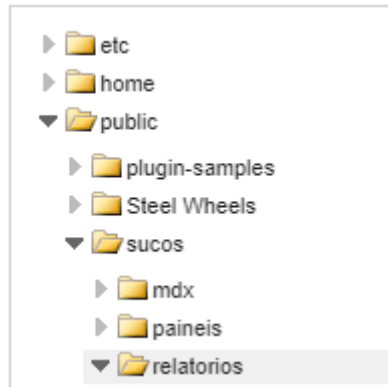 etc
home
public
plugin-samples
Steel Wheels
sucos
mdx
paineis
relatorios